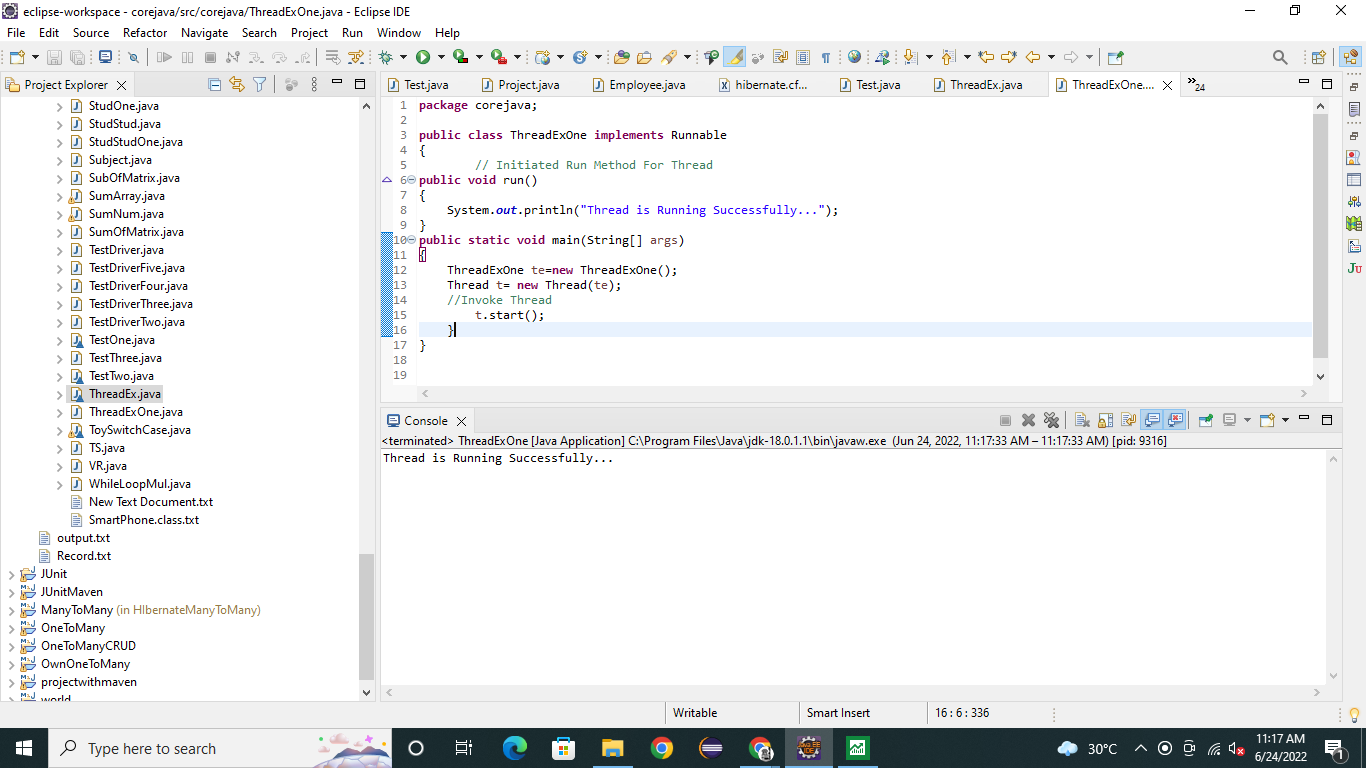 eclipse-workspace - corejava/src/corejava/ThreadExOne.java - Eclipse IDE
File Edit Source Refactor Navigate Search Project Run Window Help
Project Explorer
StudOne.java
StudStud.java
StudStudOne.java
Subject.java
SubOfMatrix.java
SumArray.java
SumNum.java
SumOfMatrix.java
TestDriver.java
TestDriverFive.java
TestDriverFour.java
TestDriverThree.java
TestDriverTwo.java
TestOne.java
TestThree.java
TestTwo.java
ThreadEx.java
ThreadExOne.java
ToySwitchCase.java
TS.java
VR.java
WhileLoopMul.java
New Text Document.txt
SmartPhone.class.txt
output.txt
Record.txt
JUnit
JUnitMaven
ManyToMany (in HIbernateManyToMany)
OneToMany
OneToManyCRUD
OwnOneToMany
projectwithmaven
world
Test.java Project.java Employee.java hibernate.cf... Test.java ThreadEx.java ThreadExOne.... 24
1 package corejava;
2
3 public class ThreadExOne implements Runnable
4 {
5 // Initiated Run Method For Thread
6 public void run()
7 {
8 System.out.println("Thread is Running Successfully...");
9 }
10 public static void main(String[] args)
11 {
12 ThreadExOne te=new ThreadExOne();
13 Thread t= new Thread(te);
14 //Invoke Thread
15 t.start();
16 }
17 }
18
19
Console
<terminated> ThreadExOne [Java Application] C:\Program Files\Java\jdk-18.0.1.1\bin\javaw.exe (Jun 24, 2022, 11:17:33 AM – 11:17:33 AM) [pid: 9316]
Thread is Running Successfully...
Writable Smart Insert 16 : 6 : 336
Type here to search
30°C
11:17 AM
6/24/2022
1